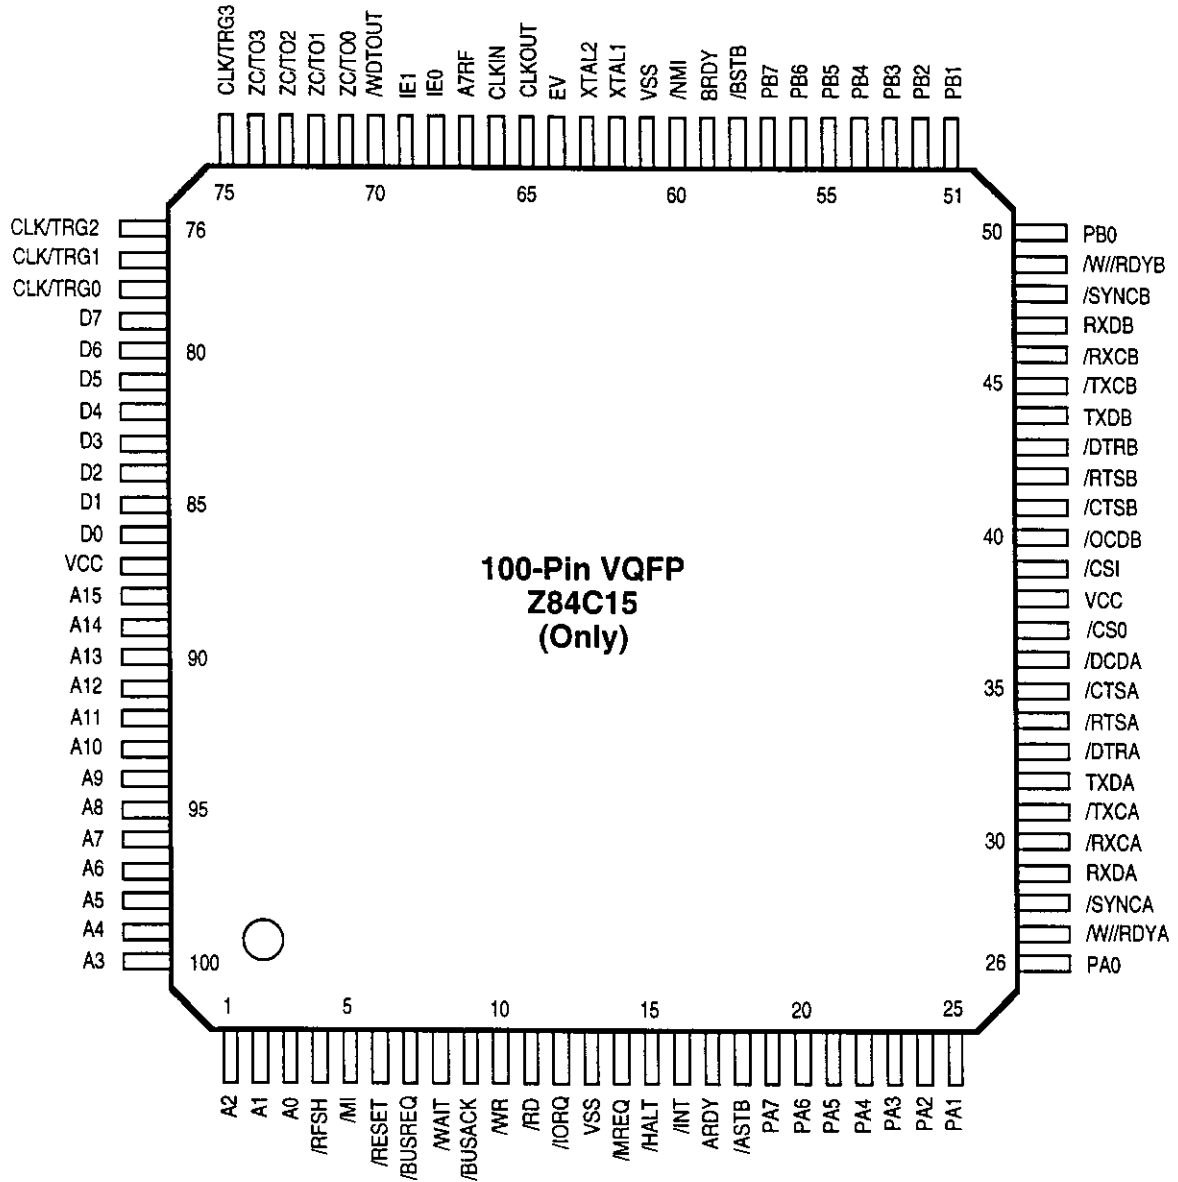 CLK/TRG3
ZC/TO3
ZC/TO2
ZC/TO1
ZC/TO0
/WDTOUT
IE1
IE0
A7RF
CLKIN
CLKOUT
EV
XTAL2
XTAL1
VSS
/NMI
BRDY
/BSTB
PB7
PB6
PB5
PB4
PB3
PB2
PB1
75
70
65
60
55
51
CLK/TRG2
CLK/TRG1
CLK/TRG0
D7
D6
D5
D4
D3
D2
D1
D0
VCC
A15
A14
A13
A12
A11
A10
A9
A8
A7
A6
A5
A4
A3
76
80
85
90
95
100
100-Pin VQFP
Z84C15
(Only)
50
45
40
35
30
26
PB0
/W//RDYB
/SYNCB
RXDB
/RXCB
/TXCB
TXDB
/DTRB
/RTSB
/CTSB
/OCDB
/CSI
VCC
/CS0
/DCDA
/CTSA
/RTSA
/DTRA
TXDA
/TXCA
/RXCA
RXDA
/SYNCA
/W//RDYA
PA0
1
5
10
15
20
25
A2
A1
A0
/RFSH
/MI
/RESET
/BUSREQ
/WAIT
/BUSACK
/WR
/RD
/IORQ
VSS
/MREQ
/HALT
/INT
ARDY
/ASTB
PA7
PA6
PA5
PA4
PA3
PA2
PA1